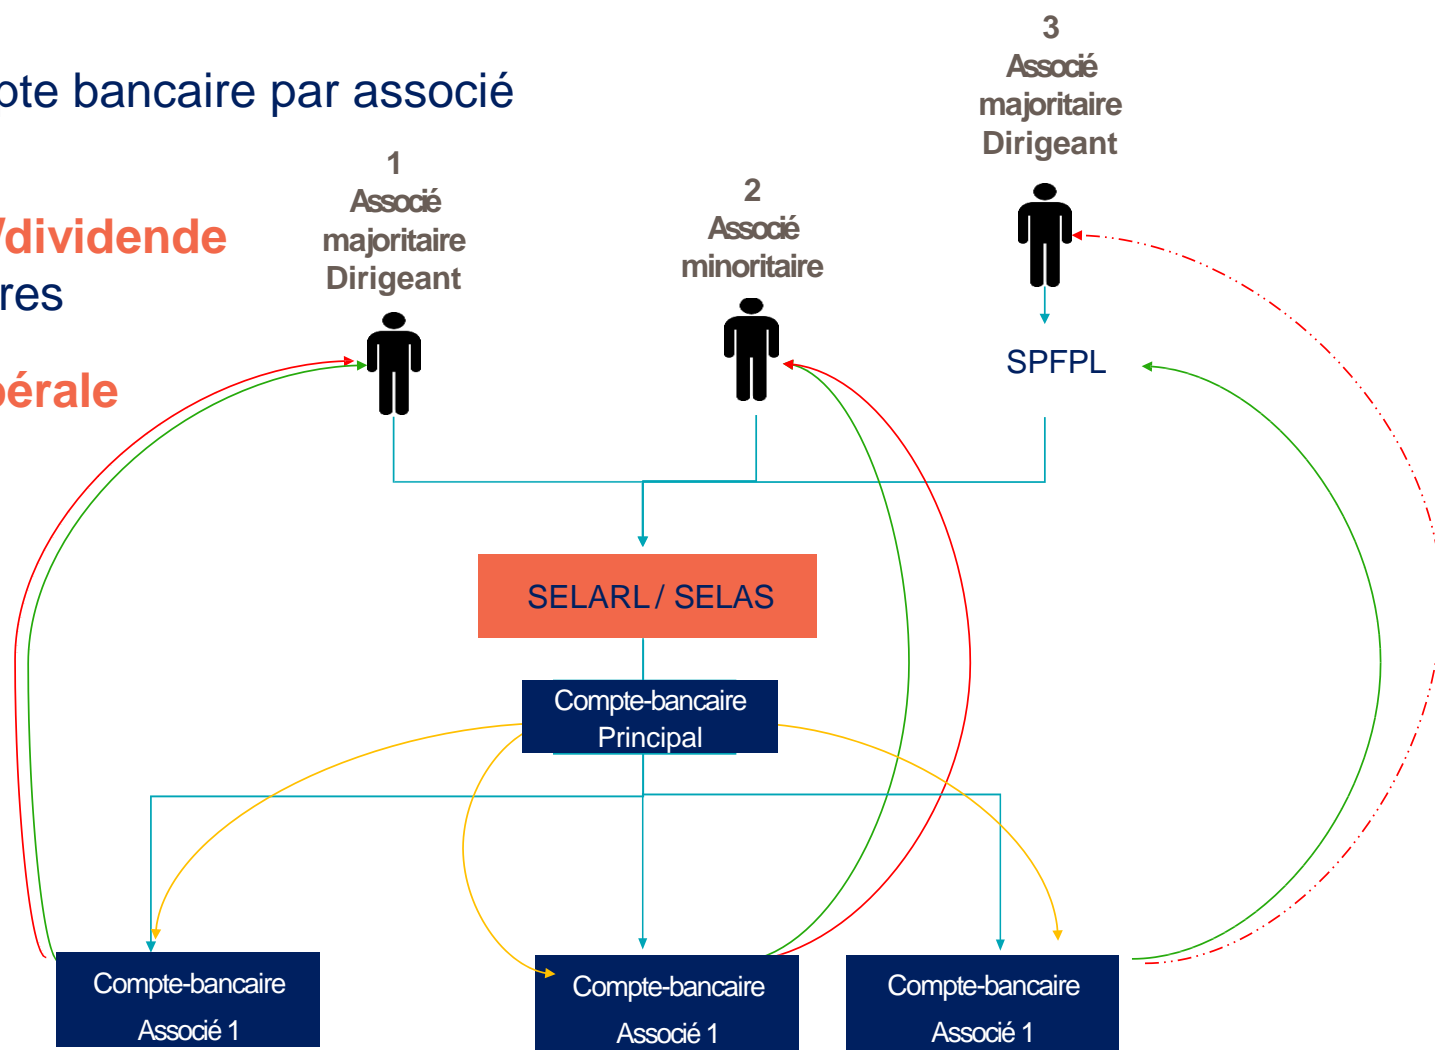 pte bancaire par associé
/dividende
res
pérale
1
Associé
majoritaire
Dirigeant
2
Associé
minoritaire
3
Associé
majoritaire
Dirigeant
SPFPL
SELARL / SELAS
Compte-bancaire
Principal
Compte-bancaire
Associé 1
Compte-bancaire
Associé 1
Compte-bancaire
Associé 1